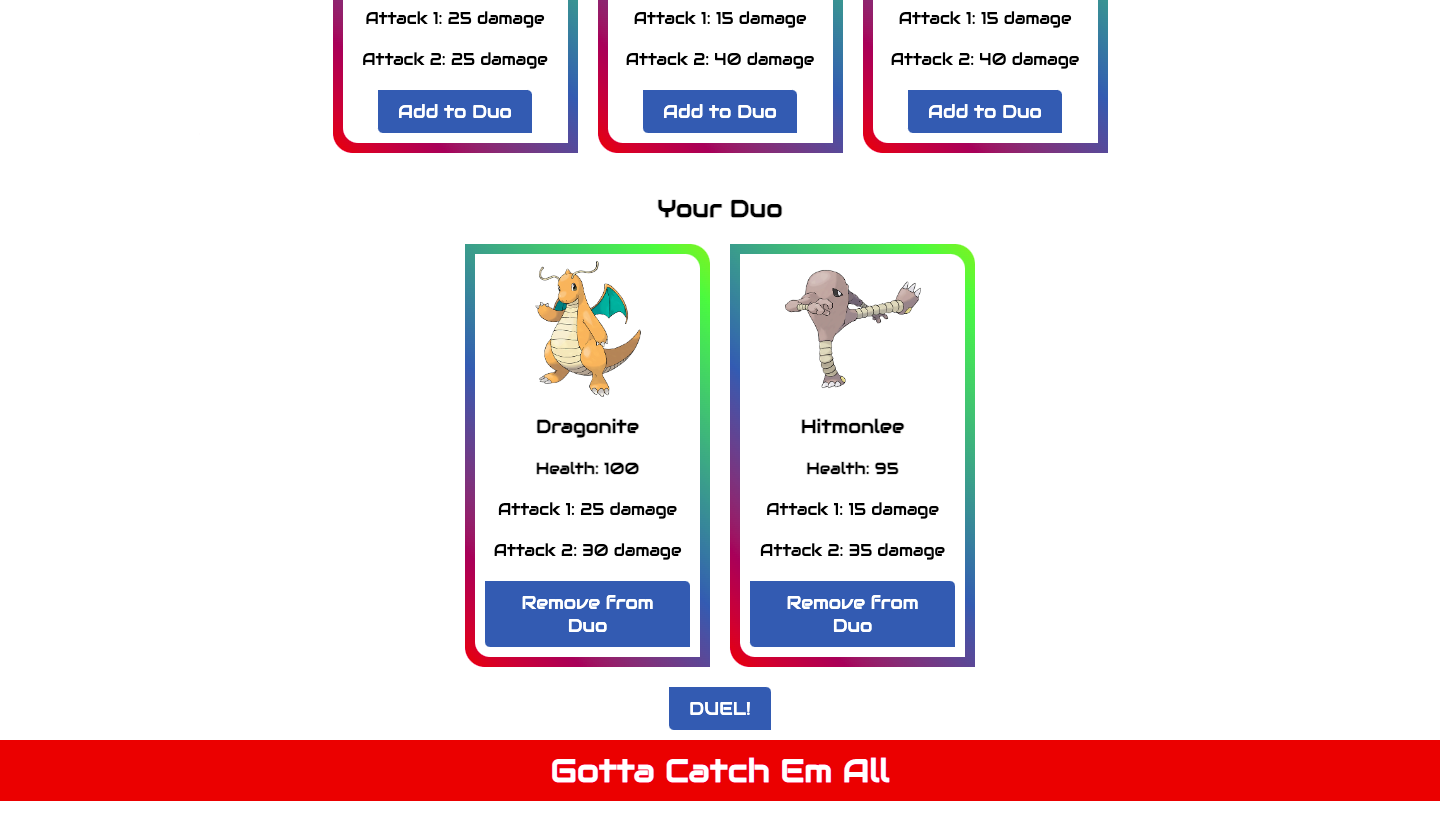 Attack 1: 25 damage
Attack 2: 25 damage
Add to Duo
Attack 1: 15 damage
Attack 2: 40 damage
Add to Duo
Attack 1: 15 damage
Attack 2: 40 damage
Add to Duo
Your Duo
Dragonite
Health: 100
Attack 1: 25 damage
Attack 2: 30 damage
Remove from
Duo
Hitmonlee
Health: 95
Attack 1: 15 damage
Attack 2: 35 damage
Remove from
Duo
DUEL!
Gotta Catch Em All